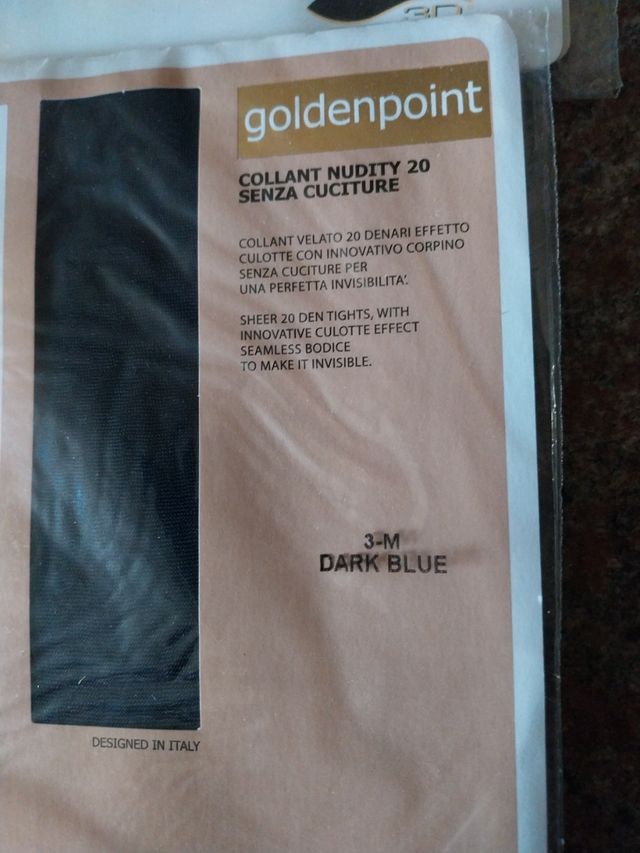 3D
goldenpoint
COLLANT NUDITY 20
SENZA CUCITURE
COLLANT VELATO 20 DENARI EFFETTO
CULOTTE CON INNOVATIVO CORPINO
SENZA CUCITURE PER
UNA PERFETTA INVISIBILITA'.
SHEER 20 DEN TIGHTS, WITH
INNOVATIVE CULOTTE EFFECT
SEAMLESS BODICE
TO MAKE IT INVISIBLE.
3-M
DARK BLUE
DESIGNED IN ITALY